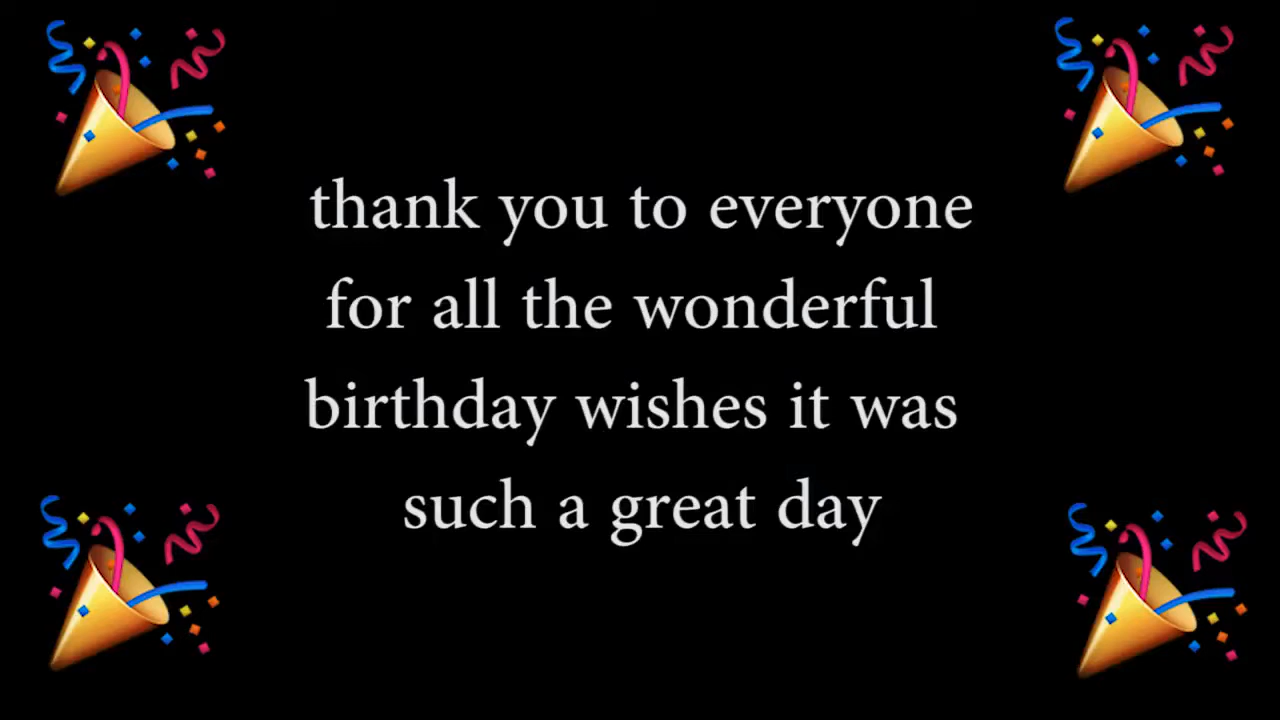 thank you to everyone
for all the wonderful
birthday wishes it was
such a great day